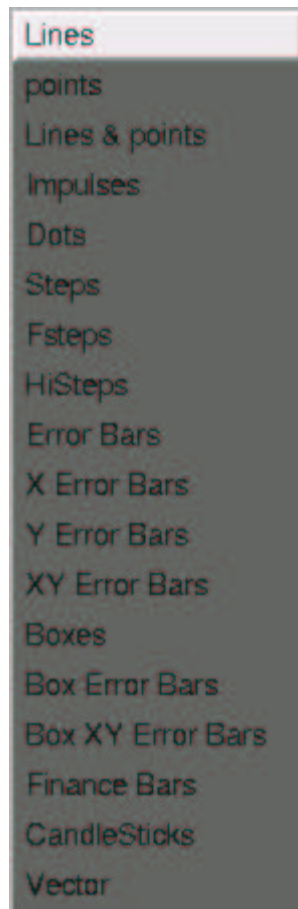 Lines
points
Lines & points
Impulses
Dots
Steps
Fsteps
HiSteps
Error Bars
X Error Bars
Y Error Bars
XY Error Bars
Boxes
Box Error Bars
Box XY Error Bars
Finance Bars
CandleSticks
Vector